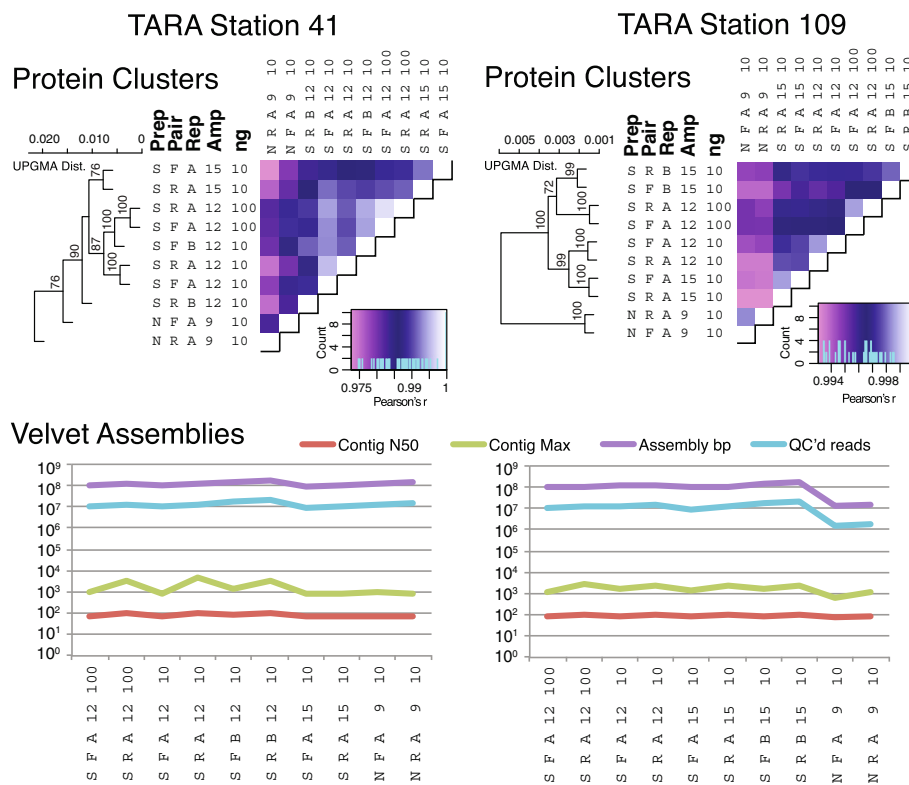 TARA Station 41
TARA Station 109
Protein Clusters
N R A 9 10
N F A 9 10
S R B 12 10
S F A 12 10
S R A 12 10
S F B 12 10
S F A 12 100
S R A 12 100
S R A 15 10
S F A 15 10
Prep
Pair
Rep
Amp
ng
0.020 0.010 0
UPGMA Dist.
S F A 15 10
S R A 15 10
S R A 12 100
S F A 12 100
S F B 12 10
S R A 12 10
S F A 12 10
S R B 12 10
N F A 9 10
N R A 9 10
76
100
100
87
90
100
76
Count
8
4
0
0.975 0.99 1
Pearson's r
Protein Clusters
N F A 9 10
N R A 9 10
S R A 15 10
S F A 15 10
S R A 12 10
S F A 12 10
S F A 12 100
S R A 12 100
S F B 15 10
S R B 15 10
Prep
Pair
Rep
Amp
ng
0.005 0.003 0.001
UPGMA Dist.
S R B 15 10
S F B 15 10
S R A 12 100
S F A 12 100
S F A 12 10
S R A 12 10
S F A 15 10
S R A 15 10
N R A 9 10
N F A 9 10
99
72
100
100
100
99
100
100
Count
8
4
0
0.994 0.998
Pearson's r
Velvet Assemblies
Contig N50 Contig Max Assembly bp QC'd reads
10⁹
10⁸
10⁷
10⁶
10⁵
10⁴
10³
10²
10¹
10⁰
S F A 12 100
S R A 12 100
S F A 12 10
S R A 12 10
S F B 12 10
S R B 12 10
S F A 15 10
S R A 15 10
N F A 9 10
N R A 9 10
10⁹
10⁸
10⁷
10⁶
10⁵
10⁴
10³
10²
10¹
10⁰
S F A 12 100
S R A 12 100
S F A 12 10
S R A 12 10
S F A 15 10
S R A 15 10
S F B 15 10
S R B 15 10
N F A 9 10
N R A 9 10